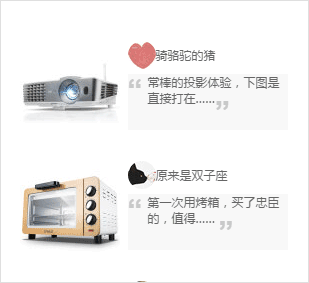 骑骆驼的猪
常棒的投影体验，下图是
直接打在......
原来是双子座
第一次用烤箱，买了忠臣
的，值得......